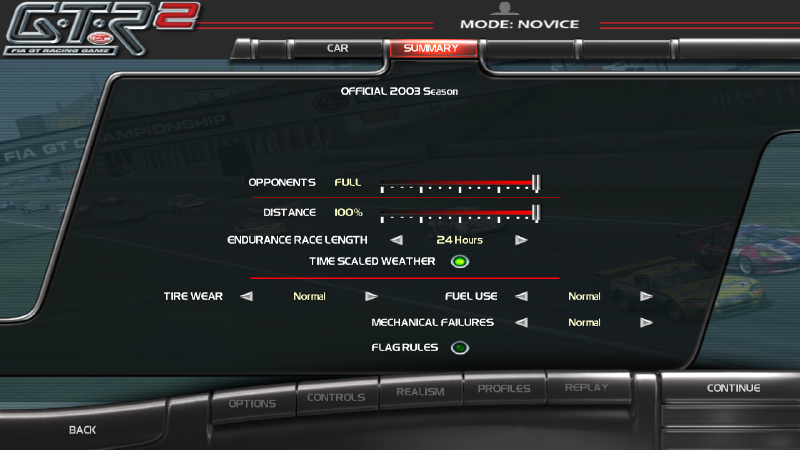 GTR2
FIA GT RACING GAME
MODE: NOVICE
CAR
SUMMARY
OFFICIAL 2003 Season
FIA GT CHAMPIONSHIP
OPPONENTS FULL
DISTANCE 100%
ENDURANCE RACE LENGTH 24 Hours
TIME SCALED WEATHER
TIRE WEAR Normal FUEL USE Normal
MECHANICAL FAILURES Normal
FLAG RULES
BACK
OPTIONS
CONTROLS
REALISM
PROFILES
REPLAY
CONTINUE